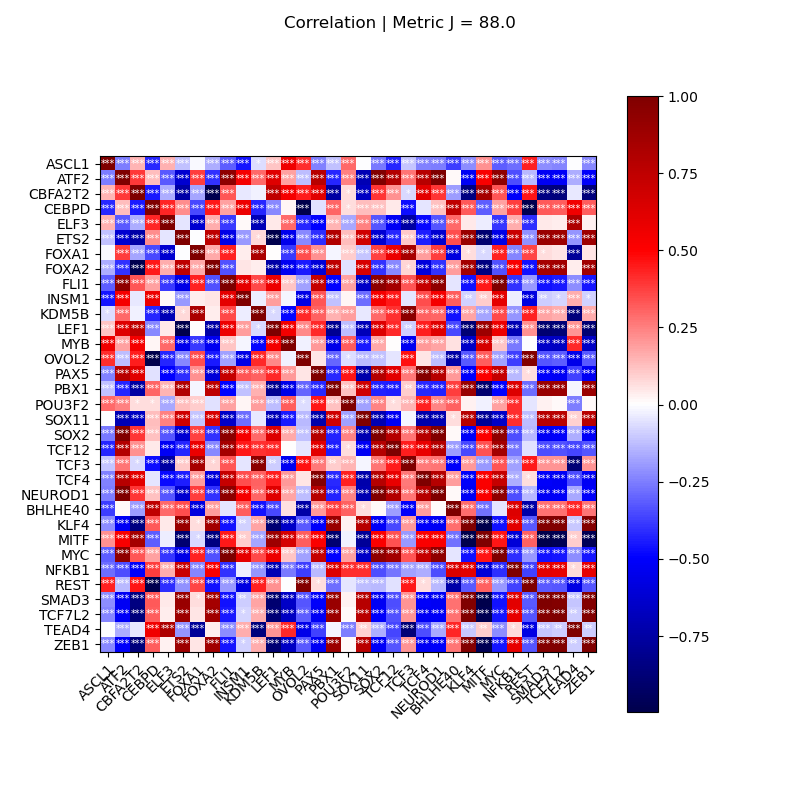 Correlation | Metric J = 88.0
ASCL1
ATF2
CBFA2T2
CEBPD
ELF3
ETS2
FOXA1
FOXA2
FLI1
INSM1
KDM5B
LEF1
MYB
OVOL2
PAX5
PBX1
POU3F2
SOX11
SOX2
TCF12
TCF3
TCF4
NEUROD1
BHLHE40
KLF4
MITF
MYC
NFKB1
REST
SMAD3
TCF7L2
TEAD4
ZEB1
ASCL1
ATF2
CBFA2T2
CEBPD
ELF3
ETS2
FOXA1
FOXA2
FLI1
INSM1
KDM5B
LEF1
MYB
OVOL2
PAX5
PBX1
POU3F2
SOX11
SOX2
TCF12
TCF3
TCF4
NEUROD1
BHLHE40
KLF4
MITF
MYC
NFKB1
REST
SMAD3
TCF7L2
TEAD4
ZEB1
1.00
0.75
0.50
0.25
0.00
−0.25
−0.50
−0.75